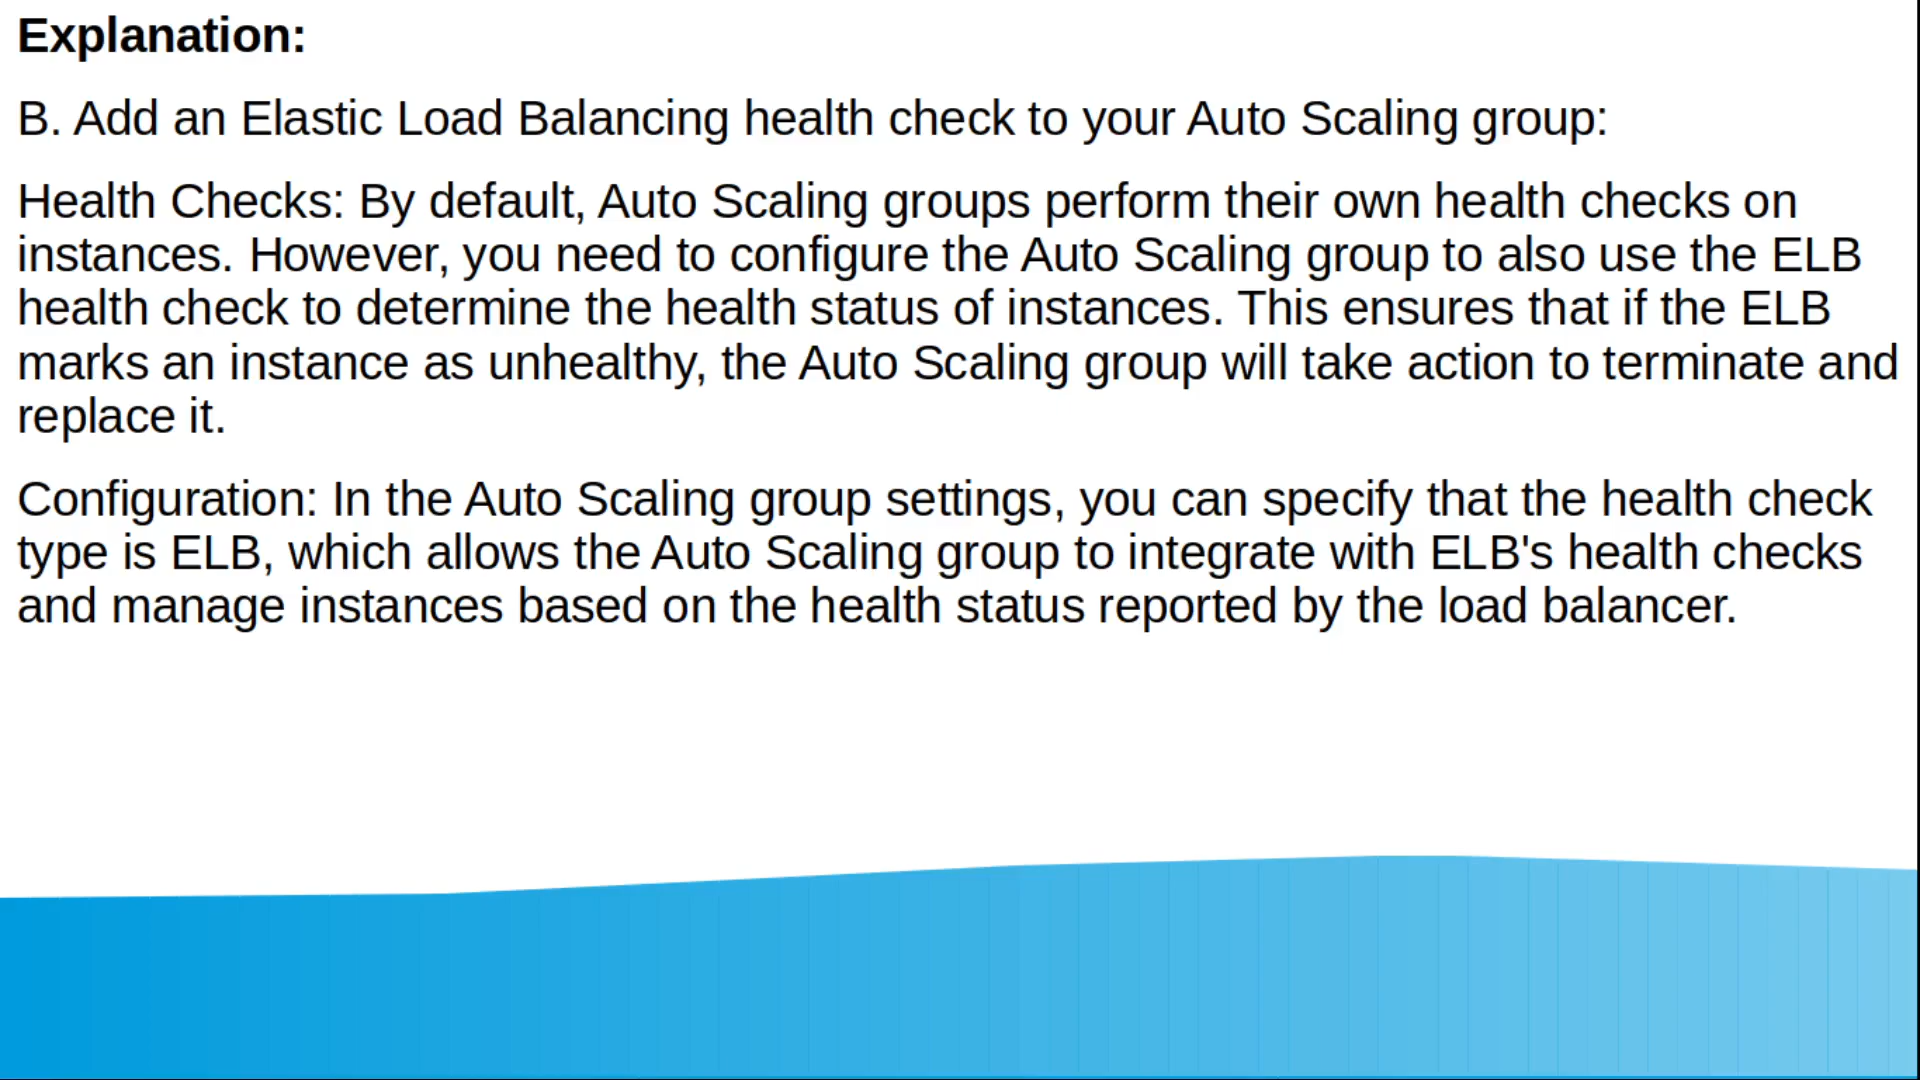 Explanation:
B. Add an Elastic Load Balancing health check to your Auto Scaling group:
Health Checks: By default, Auto Scaling groups perform their own health checks on
instances. However, you need to configure the Auto Scaling group to also use the ELB
health check to determine the health status of instances. This ensures that if the ELB
marks an instance as unhealthy, the Auto Scaling group will take action to terminate and
replace it.
Configuration: In the Auto Scaling group settings, you can specify that the health check
type is ELB, which allows the Auto Scaling group to integrate with ELB's health checks
and manage instances based on the health status reported by the load balancer.